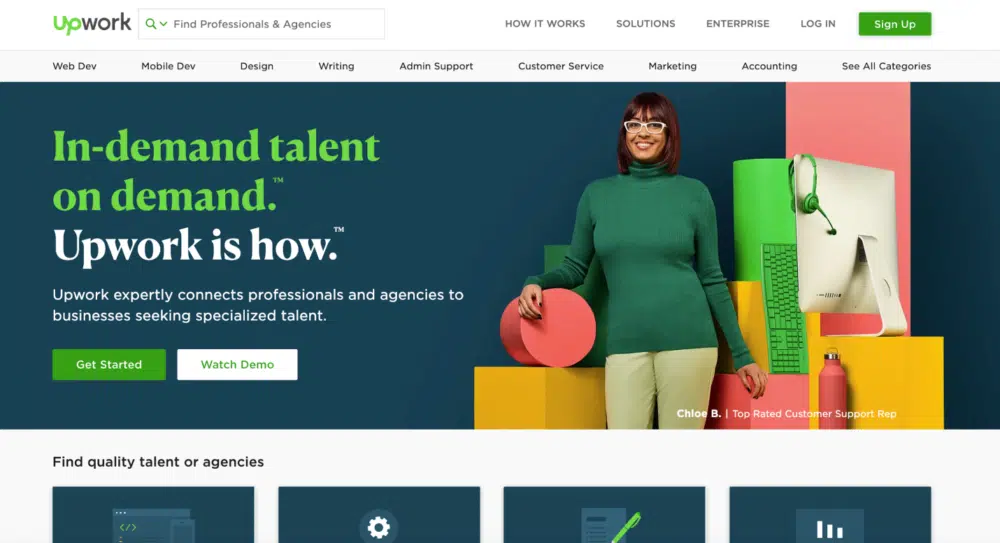 Upwork
Find Professionals & Agencies
HOW IT WORKS
SOLUTIONS
ENTERPRISE
LOG IN
Sign Up
Web Dev
Mobile Dev
Design
Writing
Admin Support
Customer Service
Marketing
Accounting
See All Categories
In-demand talent
on demand.™
Upwork is how.™
Upwork expertly connects professionals and agencies to
businesses seeking specialized talent.
Get Started
Watch Demo
Chloe B. | Top Rated Customer Support Rep
Find quality talent or agencies
</>